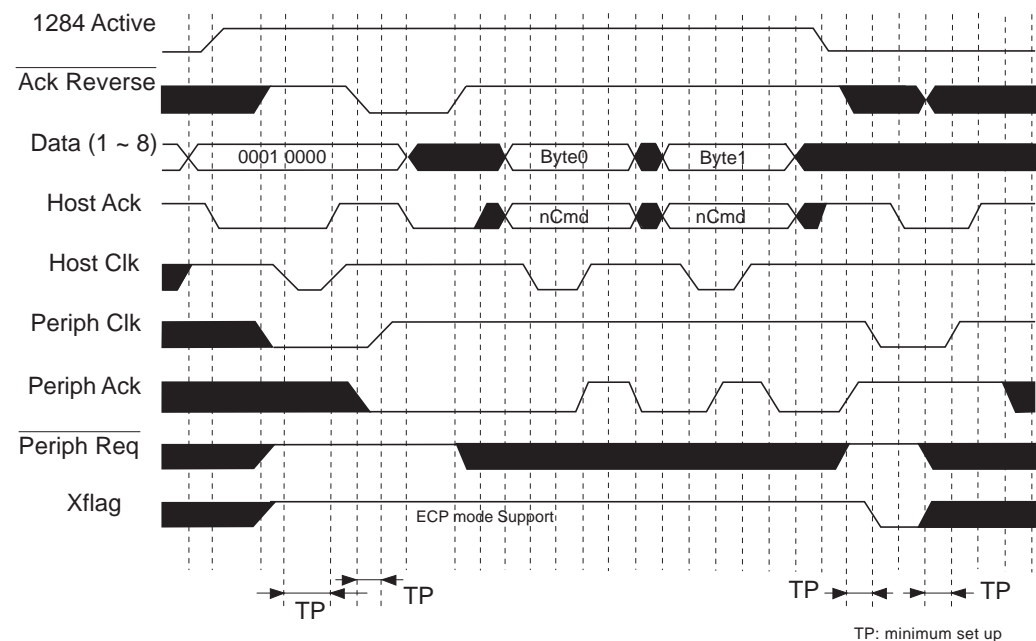 1284 Active
Ack Reverse
Data (1 ~ 8)
0001 0000
Byte0
Byte1
Host Ack
nCmd
nCmd
Host Clk
Periph Clk
Periph Ack
Periph Req
Xflag
ECP mode Support
TP
TP
TP
TP
TP: minimum set up